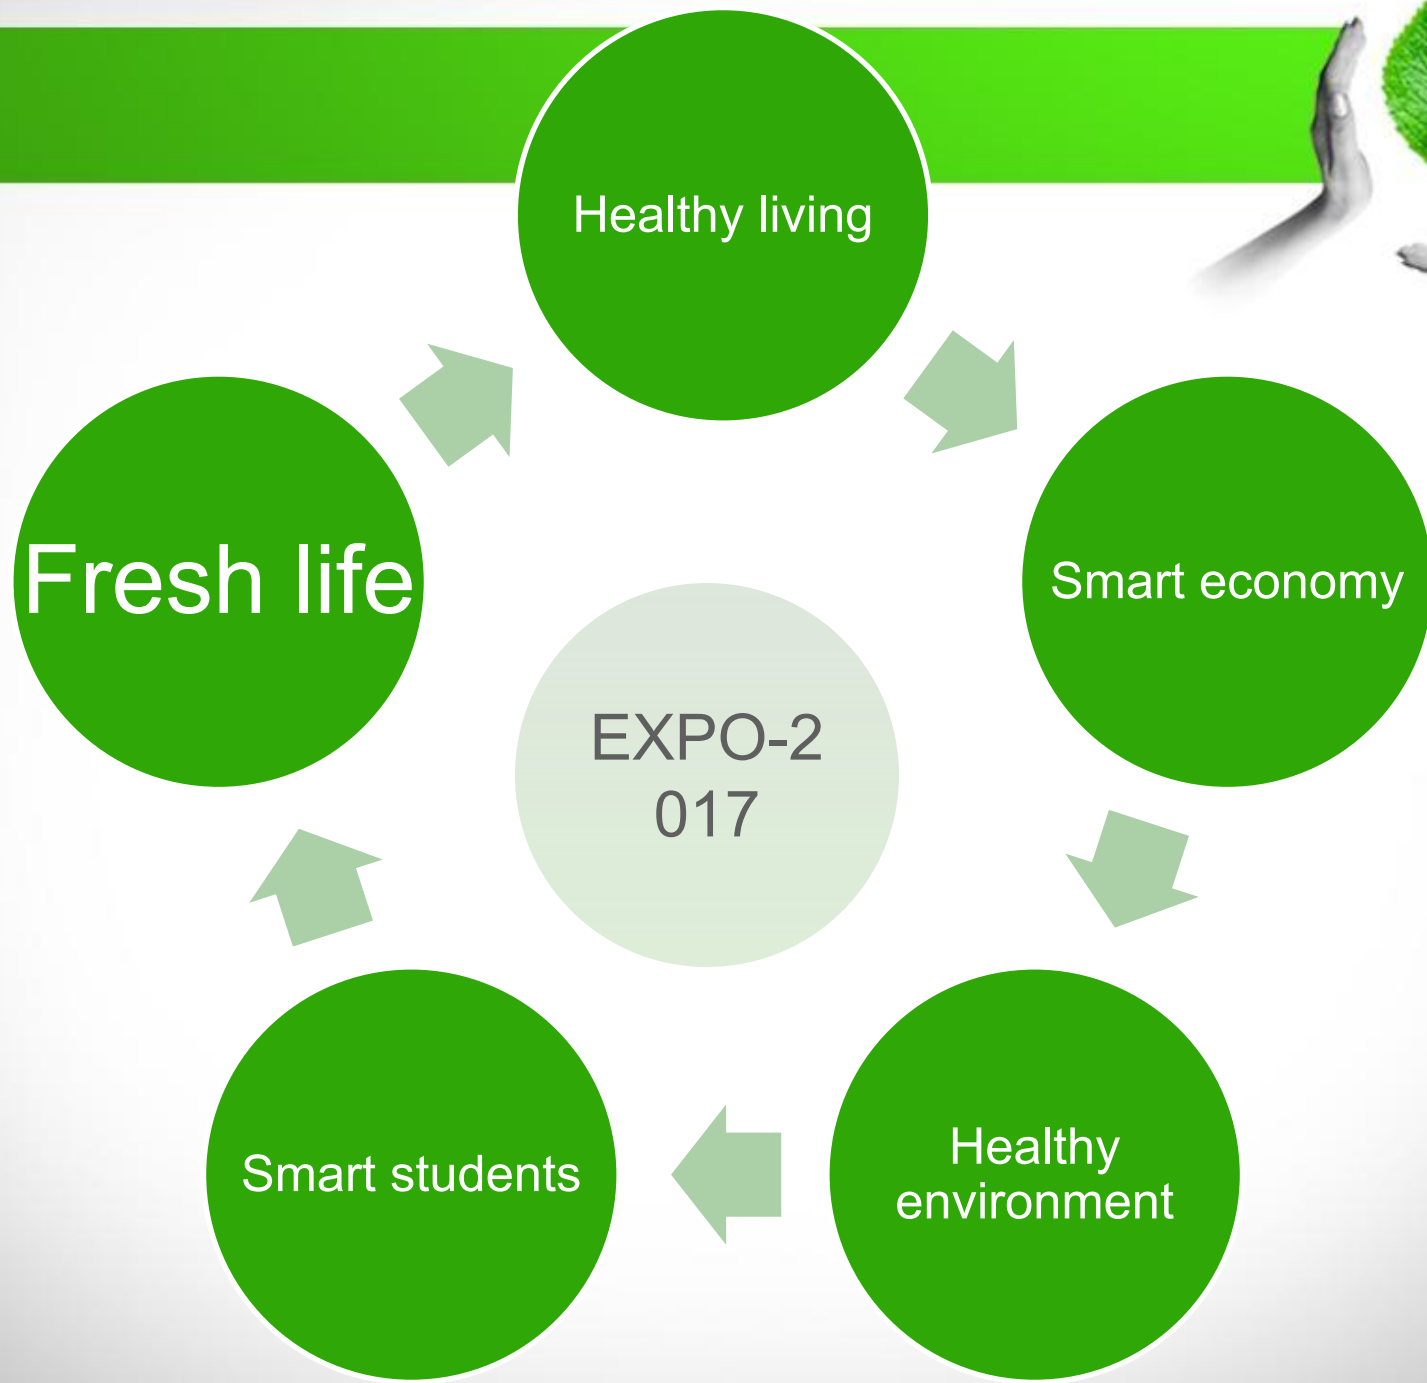 Healthy living
Fresh life
Smart economy
EXPO-2
017
Smart students
Healthy
environment